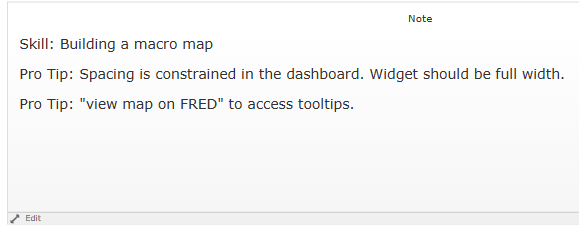 Note
Skill: Building a macro map
Pro Tip: Spacing is constrained in the dashboard. Widget should be full width.
Pro Tip: "view map on FRED" to access tooltips.
Edit